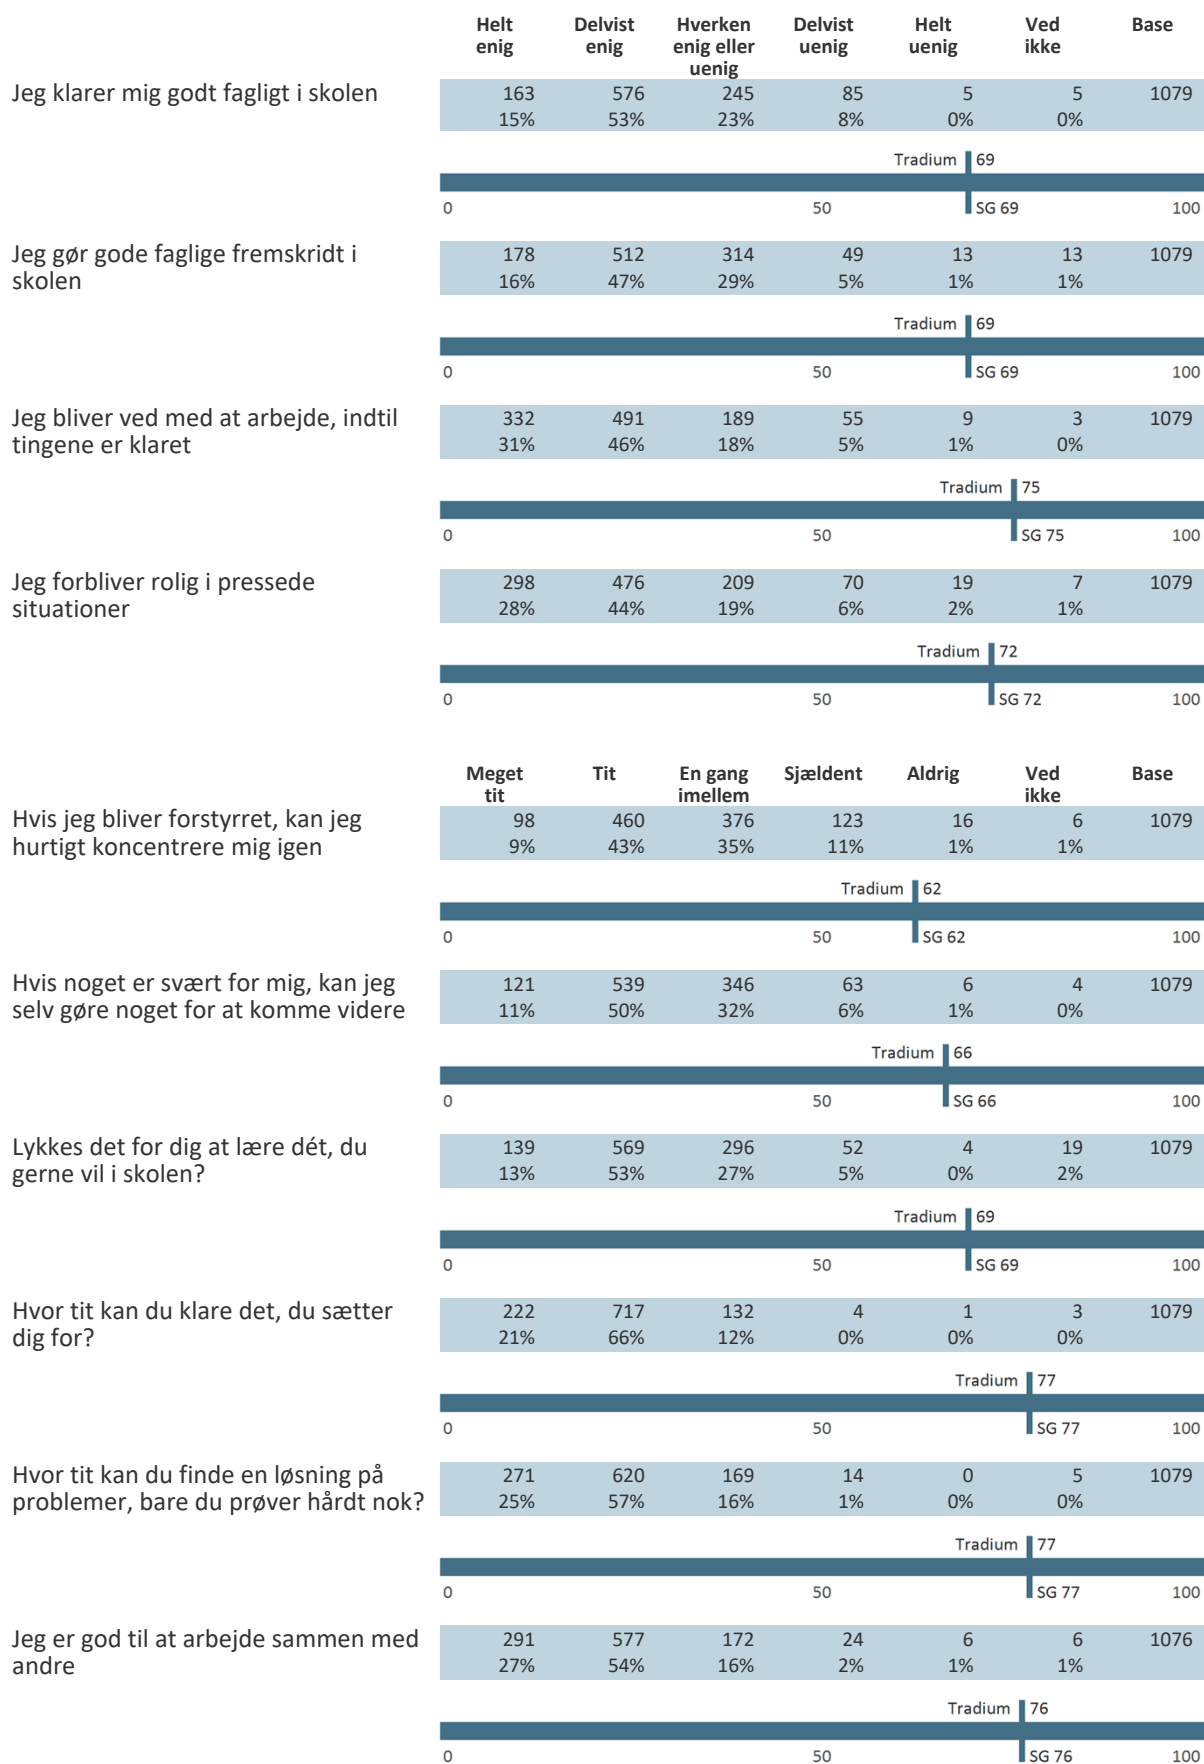 Helt enig Delvist enig Hverken enig eller uenig Delvist uenig Helt uenig Ved ikke Base
Jeg klarer mig godt fagligt i skolen 163 576 245 85 5 5 1079
15% 53% 23% 8% 0% 0%
Tradium 69
0 50 SG 69 100
Jeg gør gode faglige fremskridt i 178 512 314 49 13 13 1079
skolen 16% 47% 29% 5% 1% 1%
Tradium 69
0 50 SG 69 100
Jeg bliver ved med at arbejde, indtil 332 491 189 55 9 3 1079
tingene er klaret 31% 46% 18% 5% 1% 0%
Tradium 75
0 50 SG 75 100
Jeg forbliver rolig i pressede 298 476 209 70 19 7 1079
situationer 28% 44% 19% 6% 2% 1%
Tradium 72
0 50 SG 72 100
Meget tit Tit En gang imellem Sjældent Aldrig Ved ikke Base
Hvis jeg bliver forstyrret, kan jeg 98 460 376 123 16 6 1079
hurtigt koncentrere mig igen 9% 43% 35% 11% 1% 1%
Tradium 62
0 50 SG 62 100
Hvis noget er svært for mig, kan jeg 121 539 346 63 6 4 1079
selv gøre noget for at komme videre 11% 50% 32% 6% 1% 0%
Tradium 66
0 50 SG 66 100
Lykkes det for dig at lære dét, du 139 569 296 52 4 19 1079
gerne vil i skolen? 13% 53% 27% 5% 0% 2%
Tradium 69
0 50 SG 69 100
Hvor tit kan du klare det, du sætter 222 717 132 4 1 3 1079
dig for? 21% 66% 12% 0% 0% 0%
Tradium 77
0 50 SG 77 100
Hvor tit kan du finde en løsning på 271 620 169 14 0 5 1079
problemer, bare du prøver hårdt nok? 25% 57% 16% 1% 0% 0%
Tradium 77
0 50 SG 77 100
Jeg er god til at arbejde sammen med 291 577 172 24 6 6 1076
andre 27% 54% 16% 2% 1% 1%
Tradium 76
0 50 SG 76 100